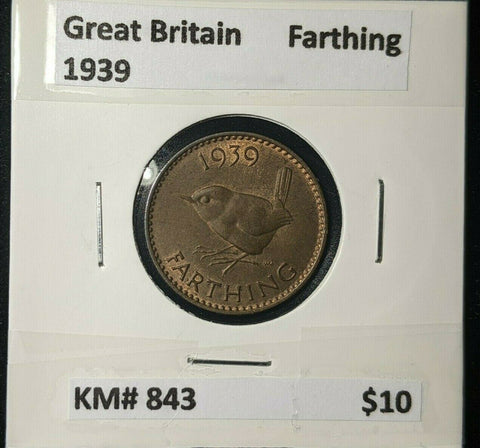 Great Britain Farthing
1939
1939
FARTHING
KM# 843 $10